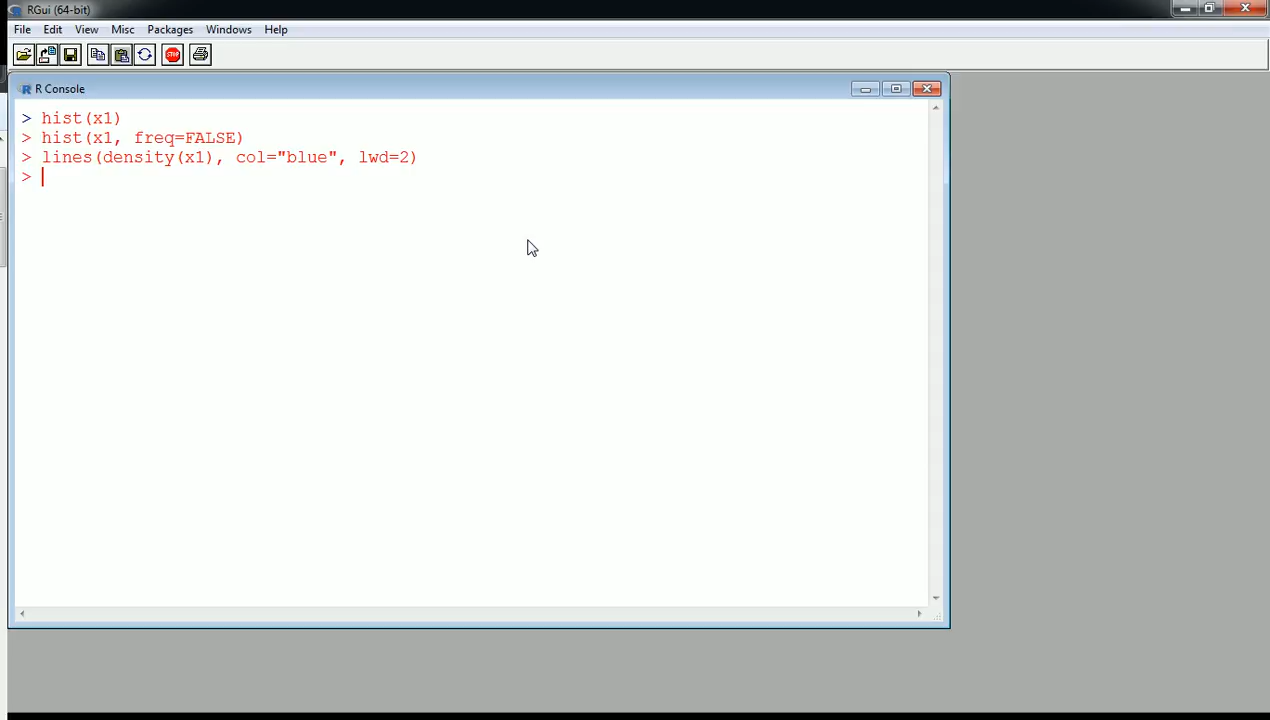 RGui (64-bit)
File Edit View Misc Packages Windows Help
STOP
R Console
> hist(x1)
> hist(x1, freq=FALSE)
> lines(density(x1), col="blue", lwd=2)
>